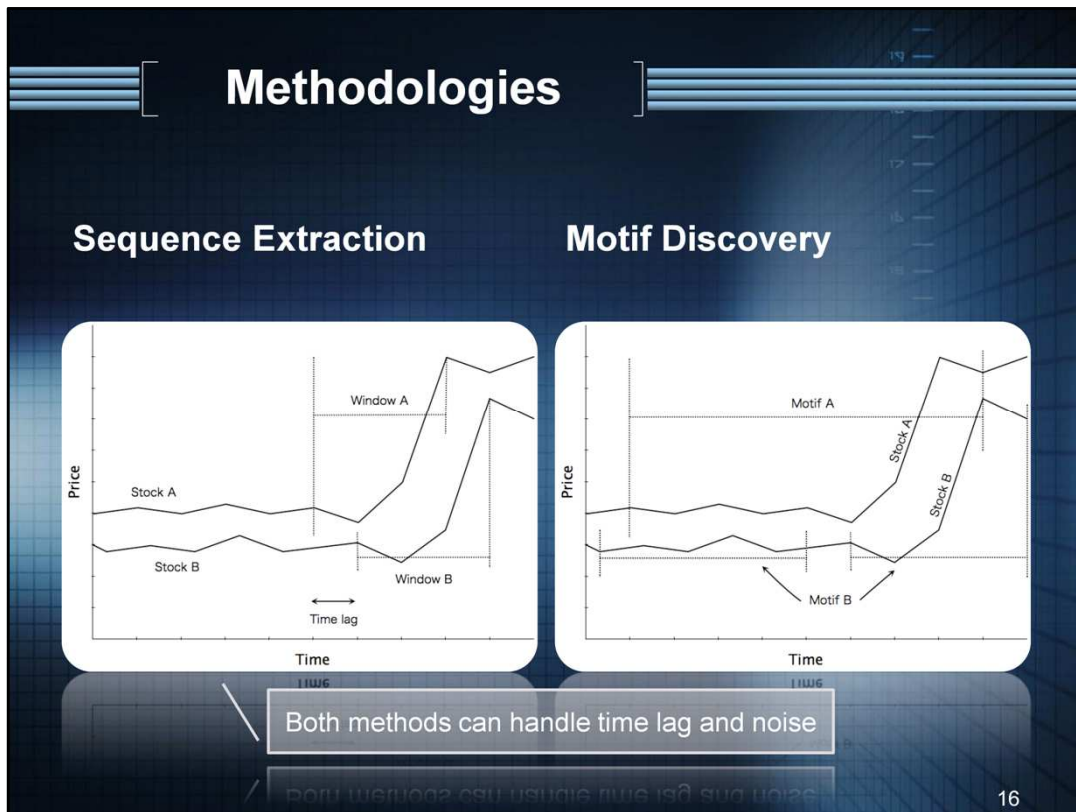 Methodologies
Sequence Extraction
Motif Discovery
Window A
Stock A
Stock B
Window B
Time lag
Price
Time
Motif A
Stock A
Stock B
Motif B
Price
Time
Both methods can handle time lag and noise
16